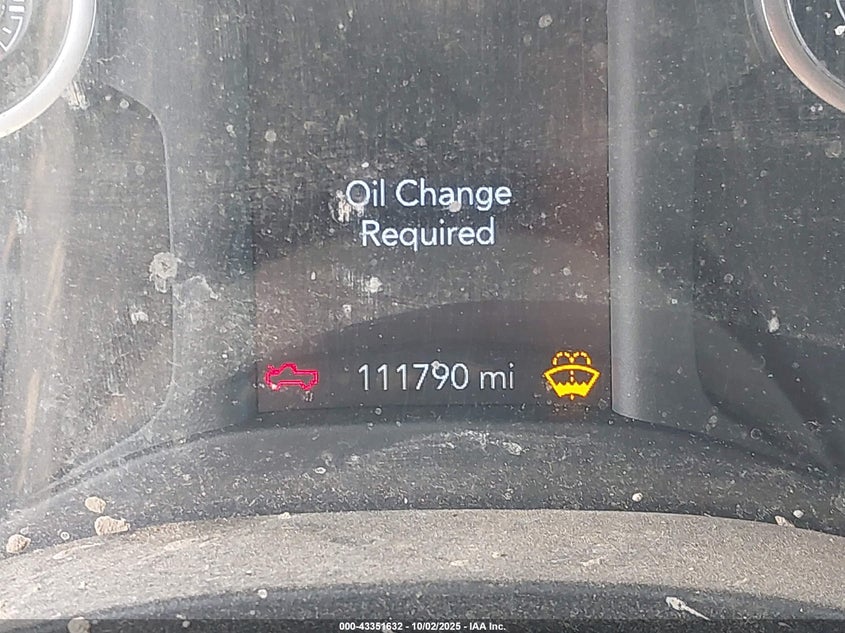 Oil Change
Required
111790 mi
000-43351632 - 10/02/2025 - IAA Inc.